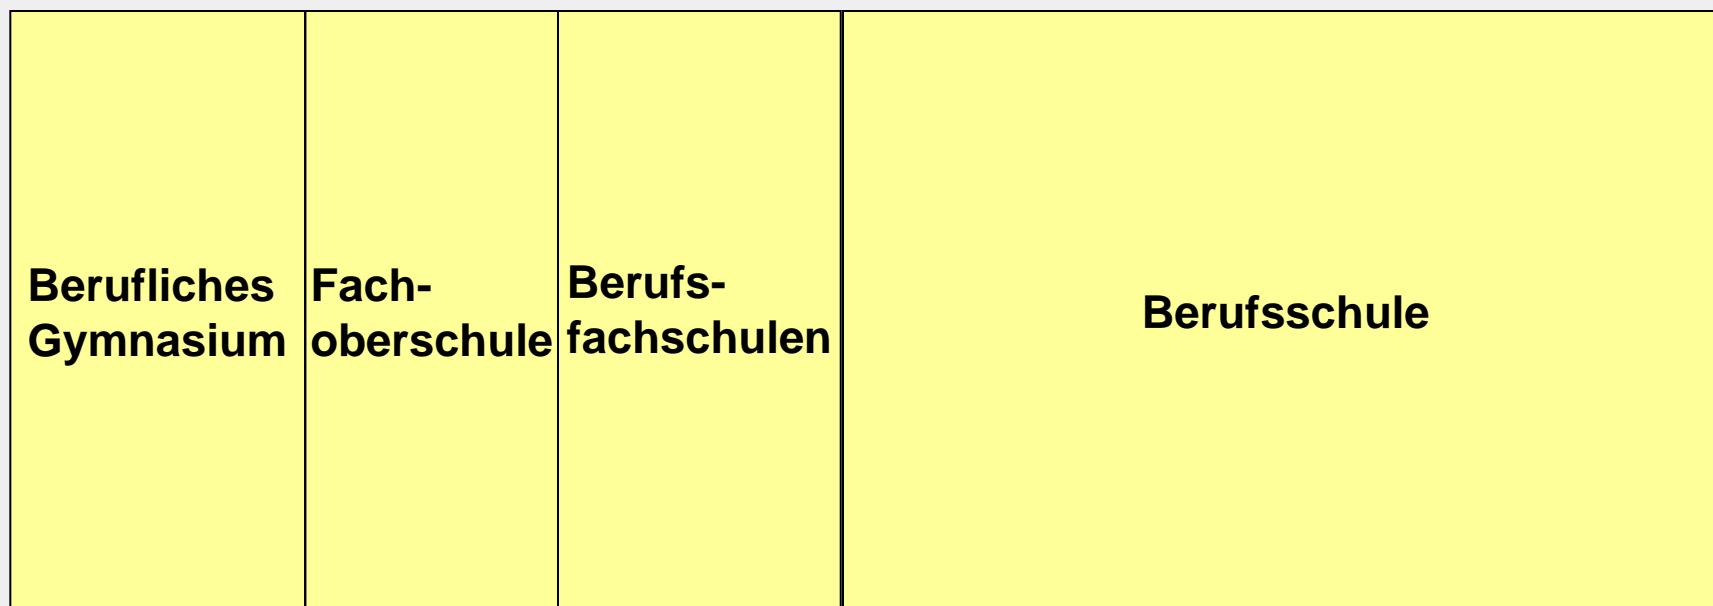 Berufliches
Gymnasium
Fach-
oberschule
Berufs-
fachschulen
Berufsschule